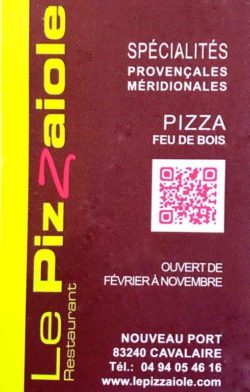 Le PizZaiole
Restaurant
SPÉCIALITÉS
PROVENÇALES
MÉRIDIONALES
PIZZA
FEU DE BOIS
OUVERT DE
FÉVRIER À NOVEMBRE
NOUVEAU PORT
83240 CAVALAIRE
Tél.: 04 94 05 46 16
www.lepizzaiole.com